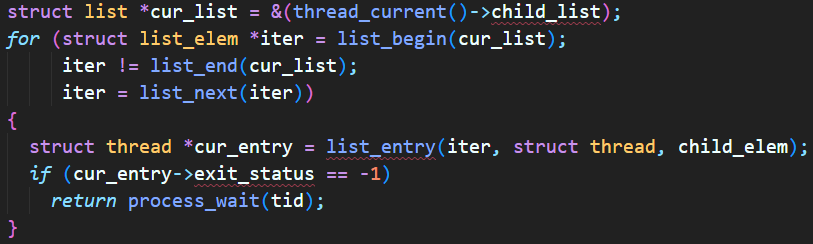 struct list *cur_list = &(thread_current()->child_list);
for (struct list_elem *iter = list_begin(cur_list);
     iter != list_end(cur_list);
     iter = list_next(iter))
{
  struct thread *cur_entry = list_entry(iter, struct thread, child_elem);
  if (cur_entry->exit_status == -1)
    return process_wait(tid);
}